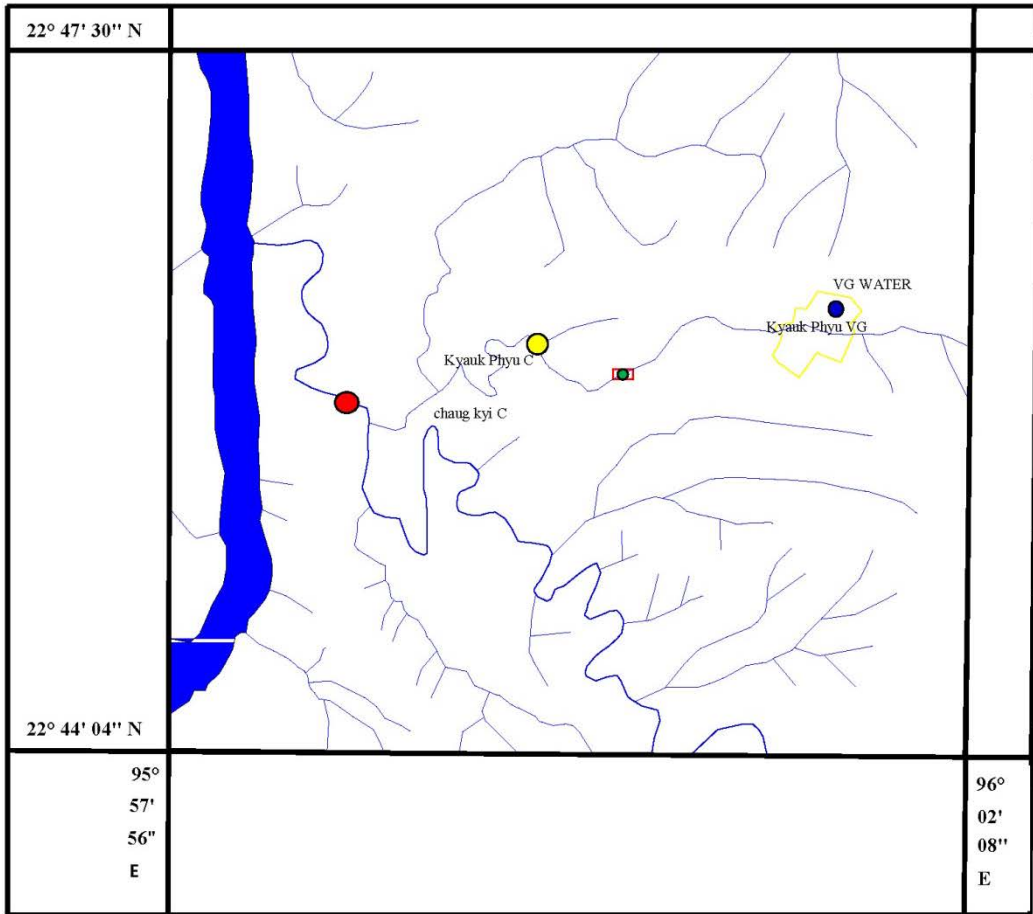 22° 47' 30" N
VG WATER
Kyauk Phyu VG
Kyauk Phyu C
chaug kyi C
22° 44' 04" N
95°
57'
56"
E
96°
02'
08"
E